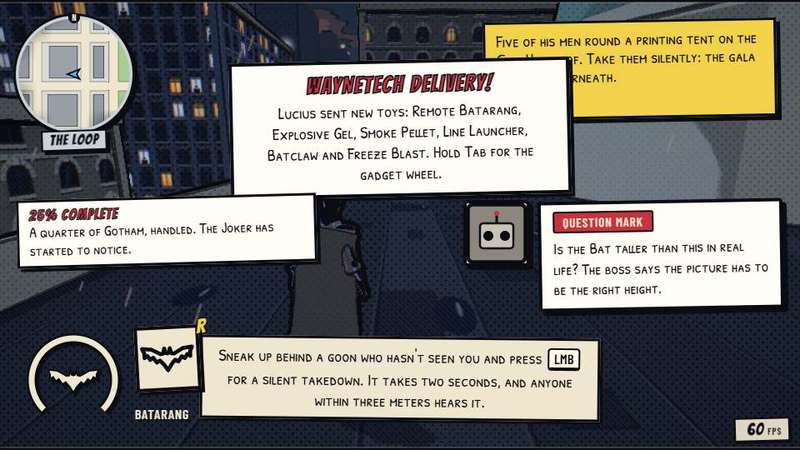 N
THE LOOP
Five of his men round a printing tent on the
of. Take them silently: the gala
WAYNETECH DELIVERY!
Lucius sent new toys: Remote Batarang,
Explosive Gel, Smoke Pellet, Line Launcher,
Batclaw and Freeze Blast. Hold Tab for the
gadget wheel.
25% COMPLETE
A quarter of Gotham, handled. The Joker has
started to notice.
QUESTION MARK
Is the Bat taller than this in real
life? The boss says the picture has to
be the right height.
R
BATARANG
Sneak up behind a goon who hasn't seen you and press LMB
for a silent takedown. It takes two seconds, and anyone
within three meters hears it.
60 FPS